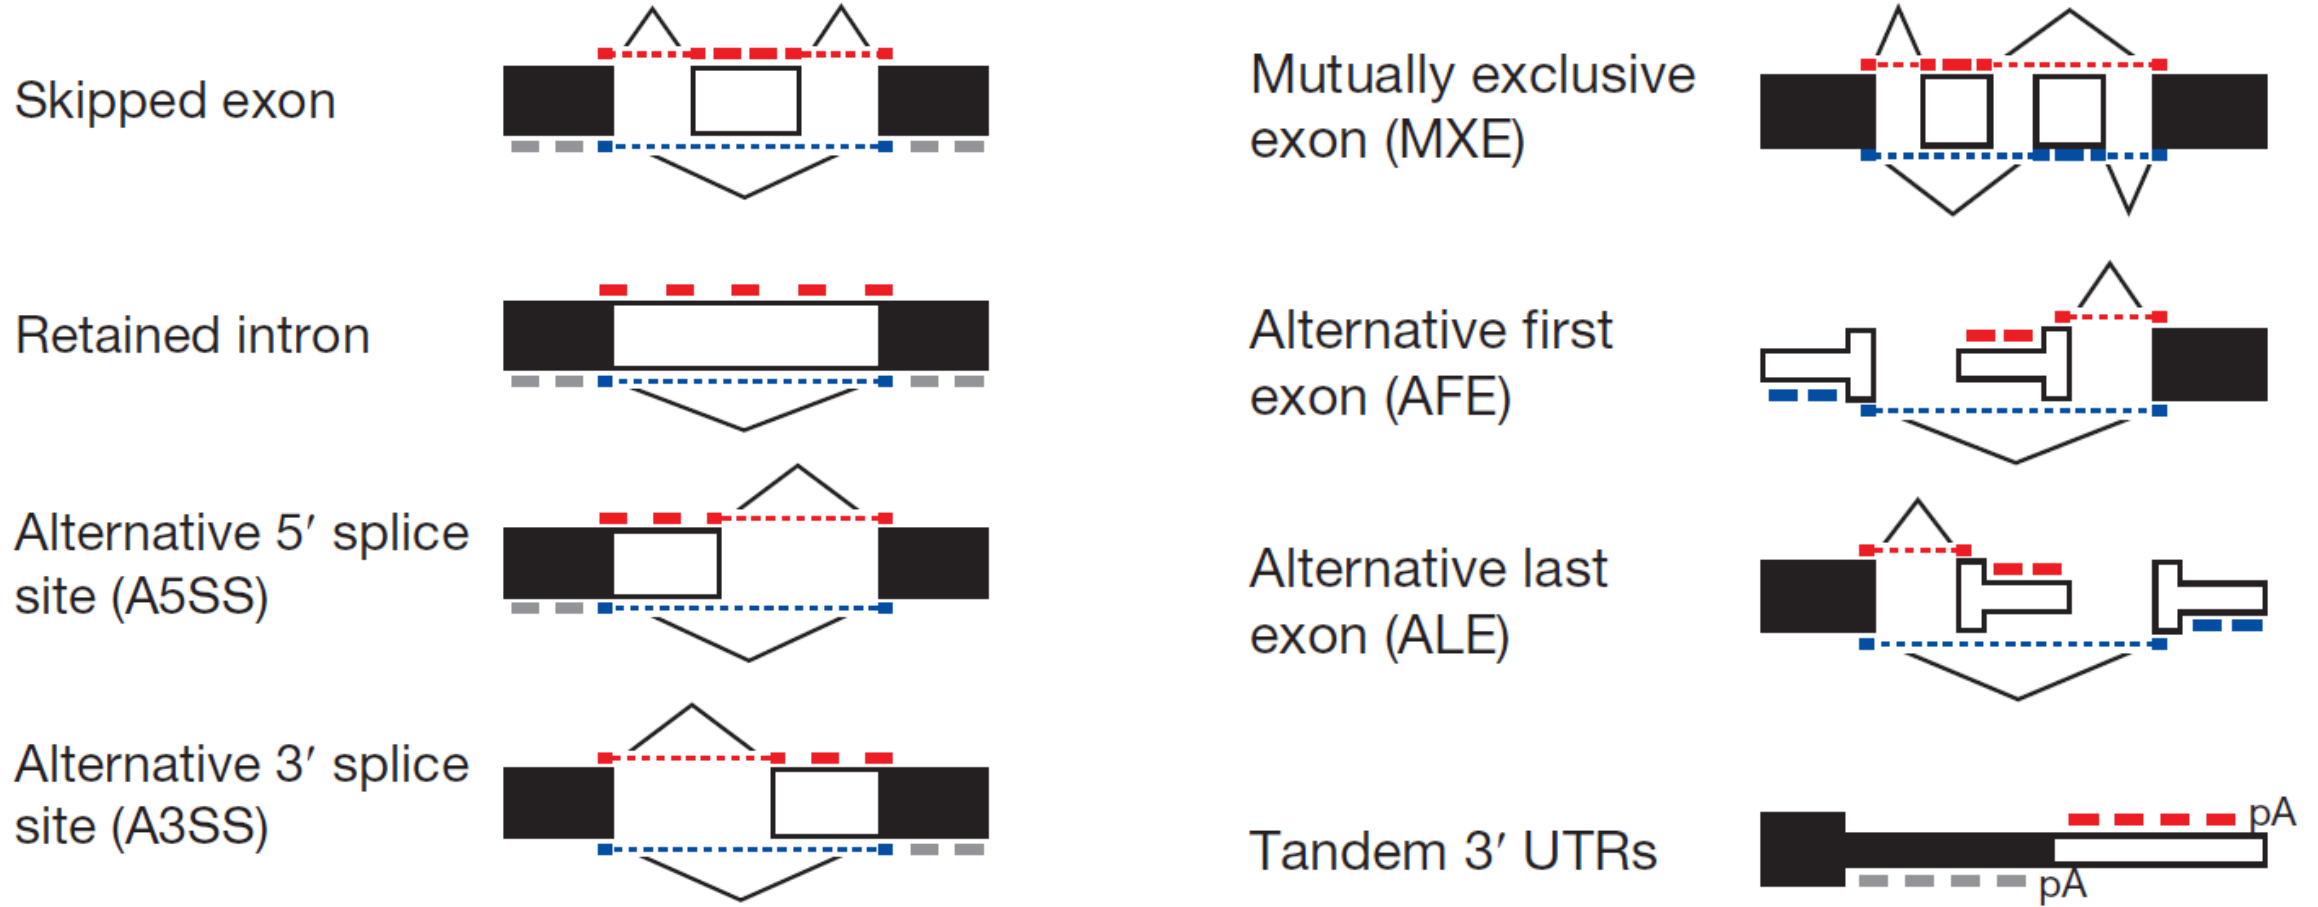 Skipped exon
Retained intron
Alternative 5′ splice
site (A5SS)
Alternative 3′ splice
site (A3SS)
Mutually exclusive
exon (MXE)
Alternative first
exon (AFE)
Alternative last
exon (ALE)
Tandem 3′ UTRs
pA
pA